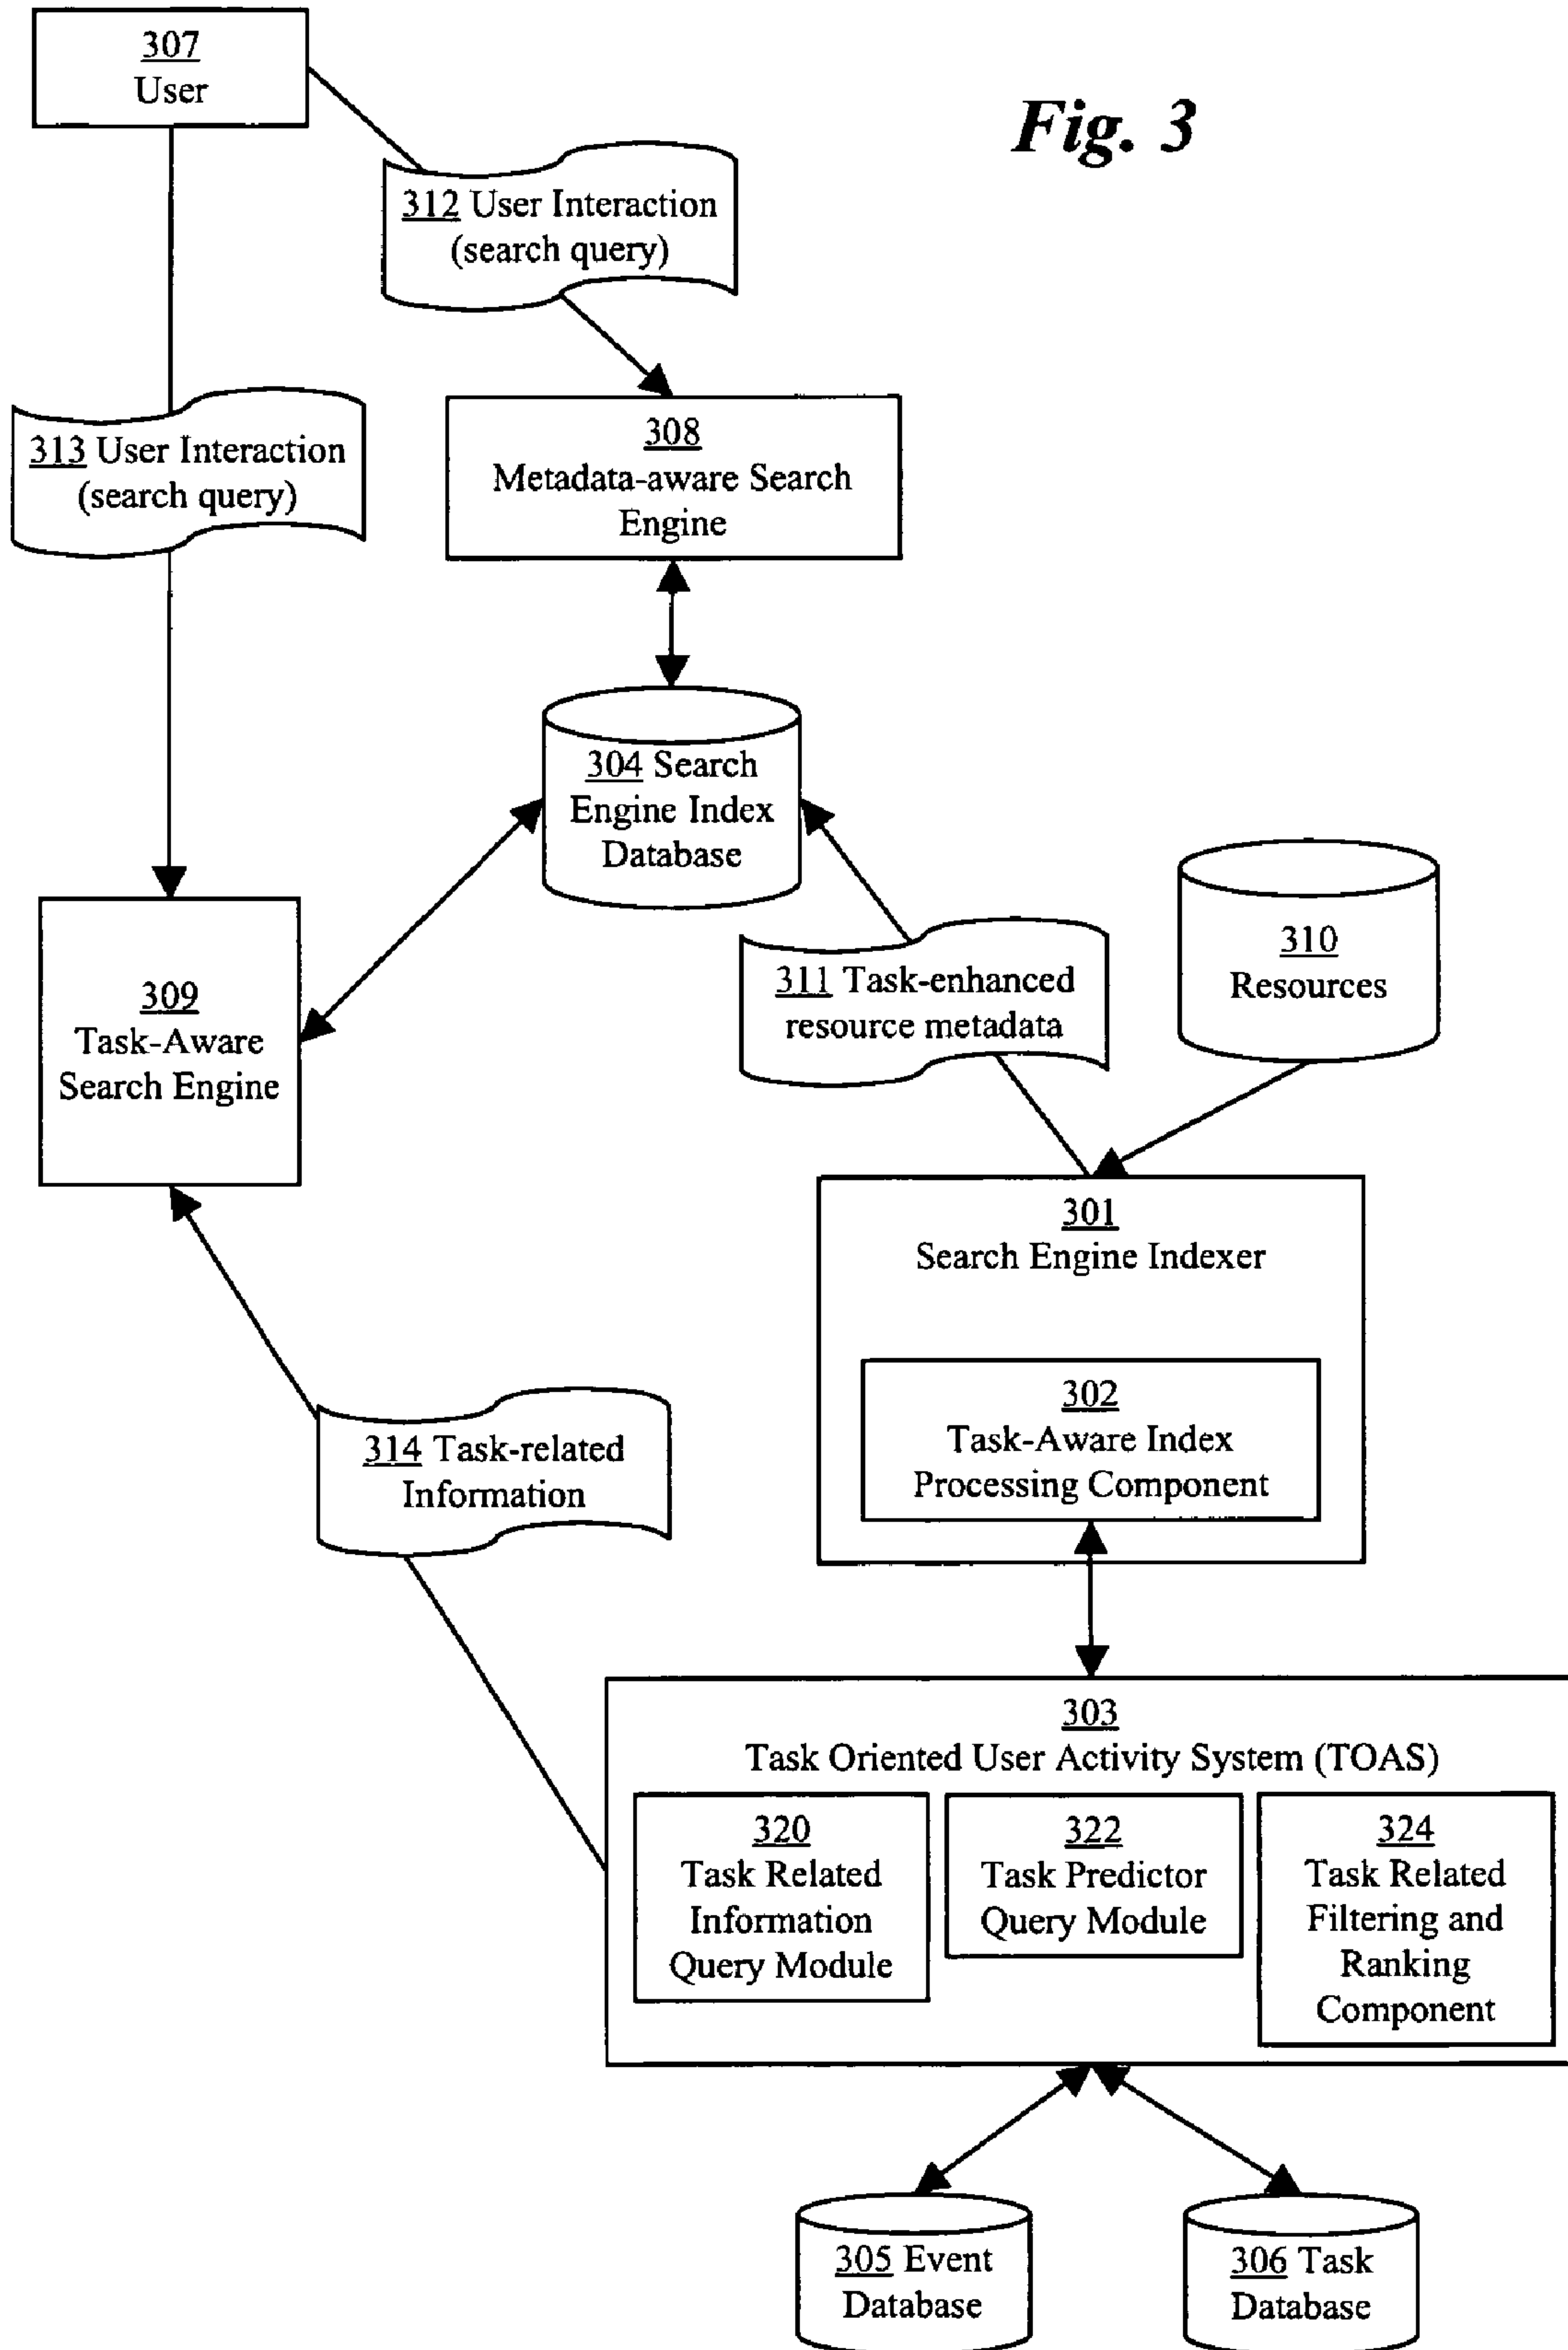 307
User
Fig. 3
312 User Interaction
(search query)
313 User Interaction
(search query)
308
Metadata-aware Search
Engine
304 Search
Engine Index
Database
309
Task-Aware
Search Engine
311 Task-enhanced
resource metadata
310
Resources
301
Search Engine Indexer
302
Task-Aware Index
Processing Component
314 Task-related
Information
303
Task Oriented User Activity System (TOAS)
320
Task Related
Information
Query Module
322
Task Predictor
Query Module
324
Task Related
Filtering and
Ranking
Component
305 Event
Database
306 Task
Database